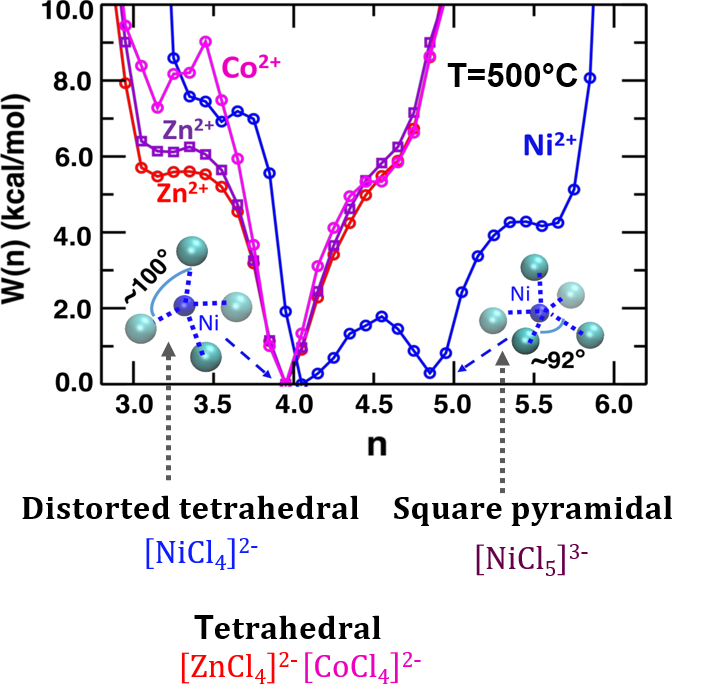 10.0
8.0
6.0
4.0
2.0
0.0
W(n) (kcal/mol)
Co²⁺
T=500°C
Zn²⁺
Ni²⁺
Zn²⁺
~100°
Ni
Ni
~92°
3.0 3.5 4.0 4.5 5.0 5.5 6.0
n
Distorted tetrahedral
[NiCl₄]²⁻
Square pyramidal
[NiCl₅]³⁻
Tetrahedral
[ZnCl₄]²⁻ [CoCl₄]²⁻